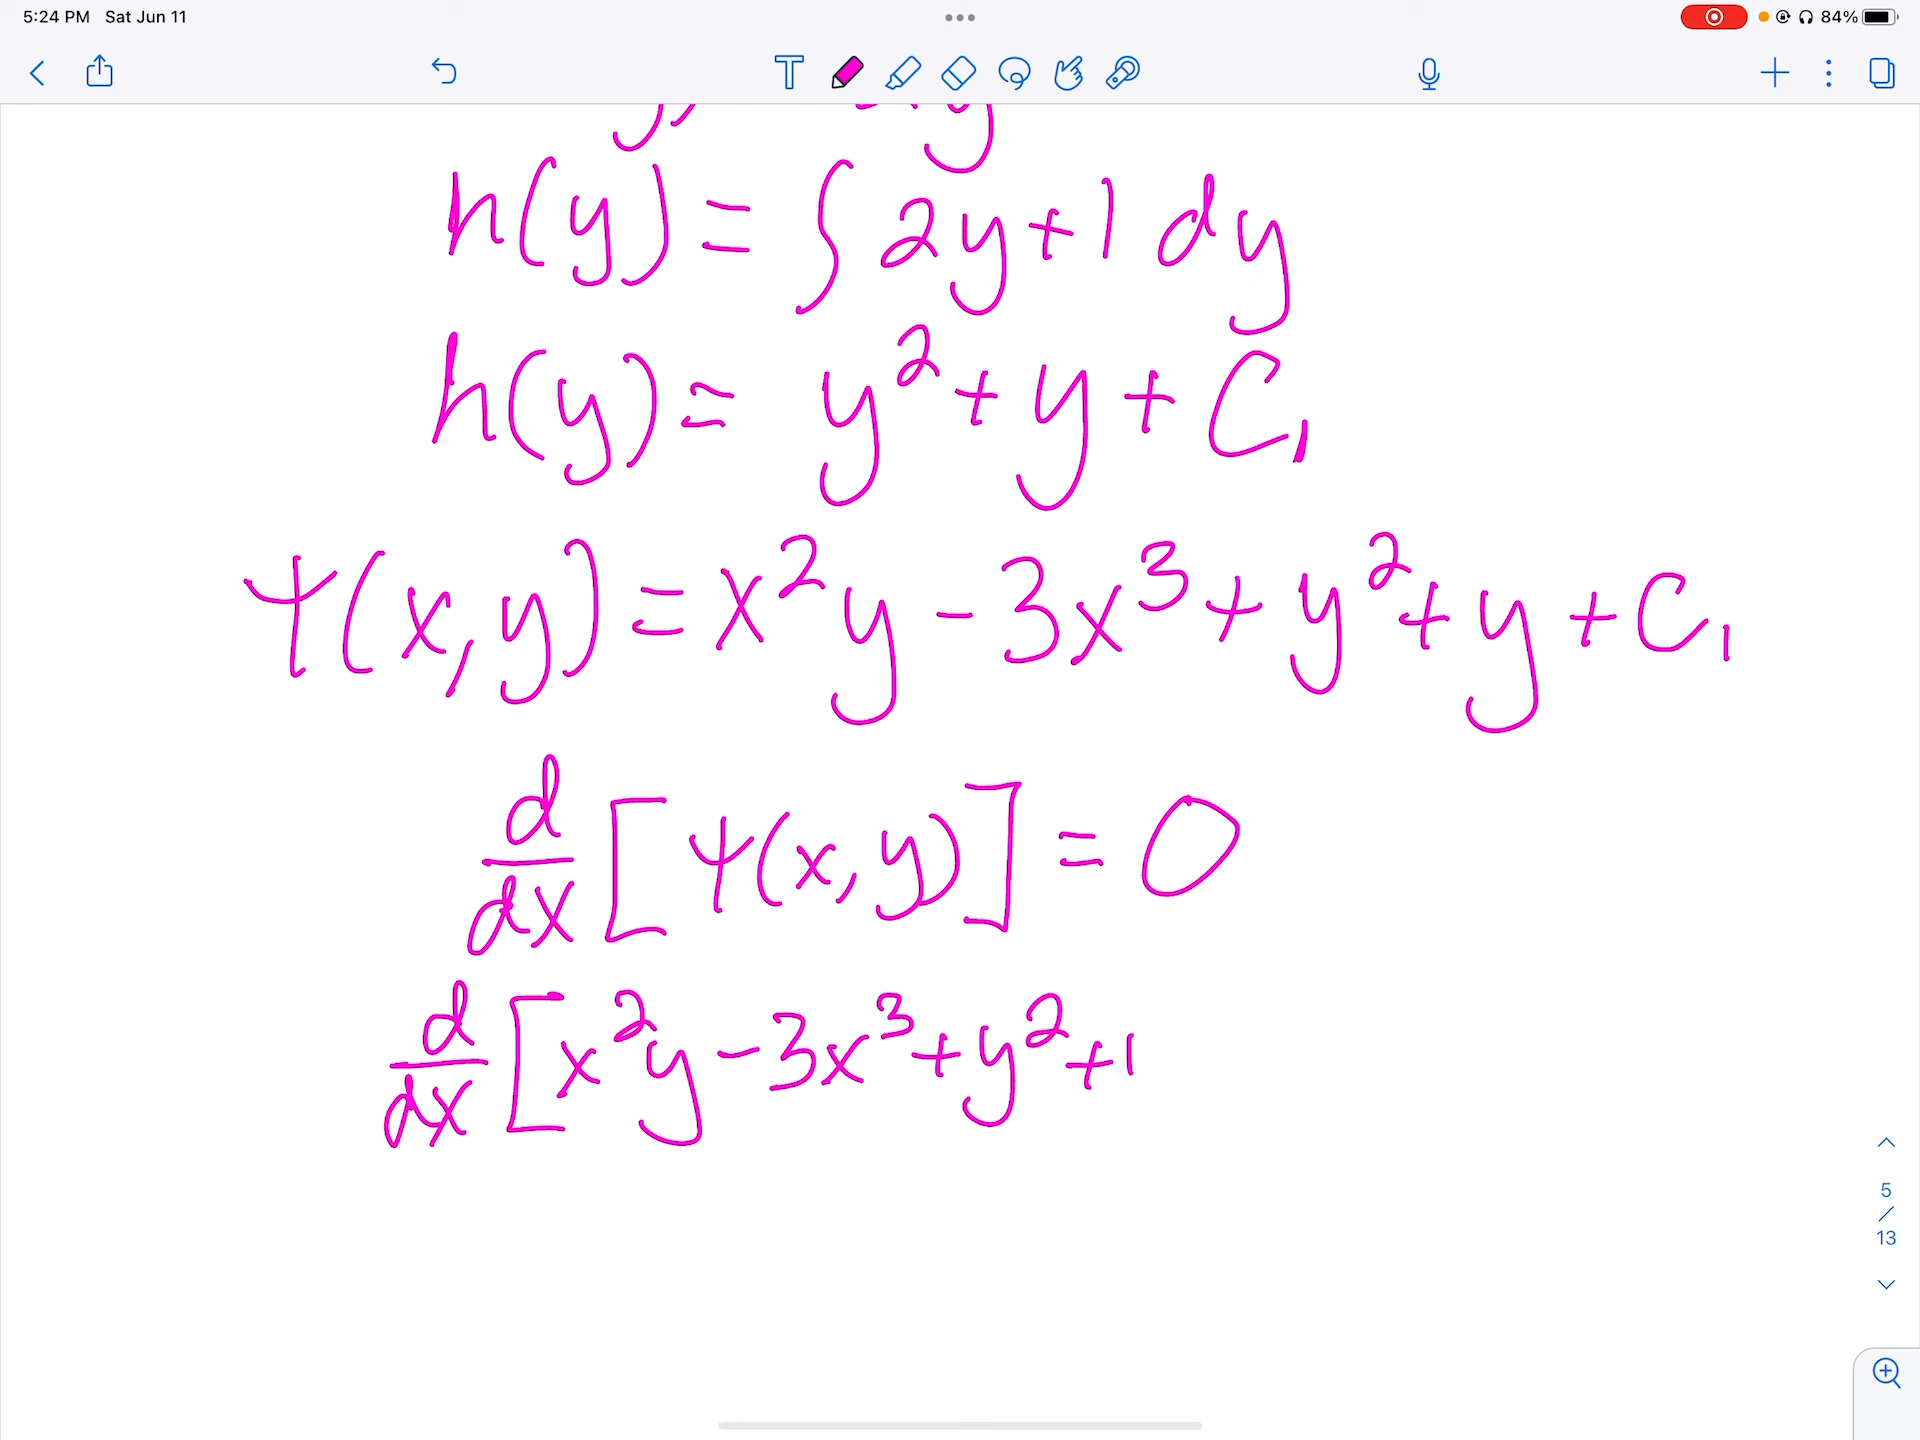 5:24 PM Sat Jun 11
84%
T
h(y) = ∫ 2y+1 dy
h(y) = y² + y + C₁
Ψ(x,y) = x²y - 3x³ + y² + y + C₁
d/dx [Ψ(x,y)] = 0
d/dx [x²y - 3x³ + y² + 1
5
/
13